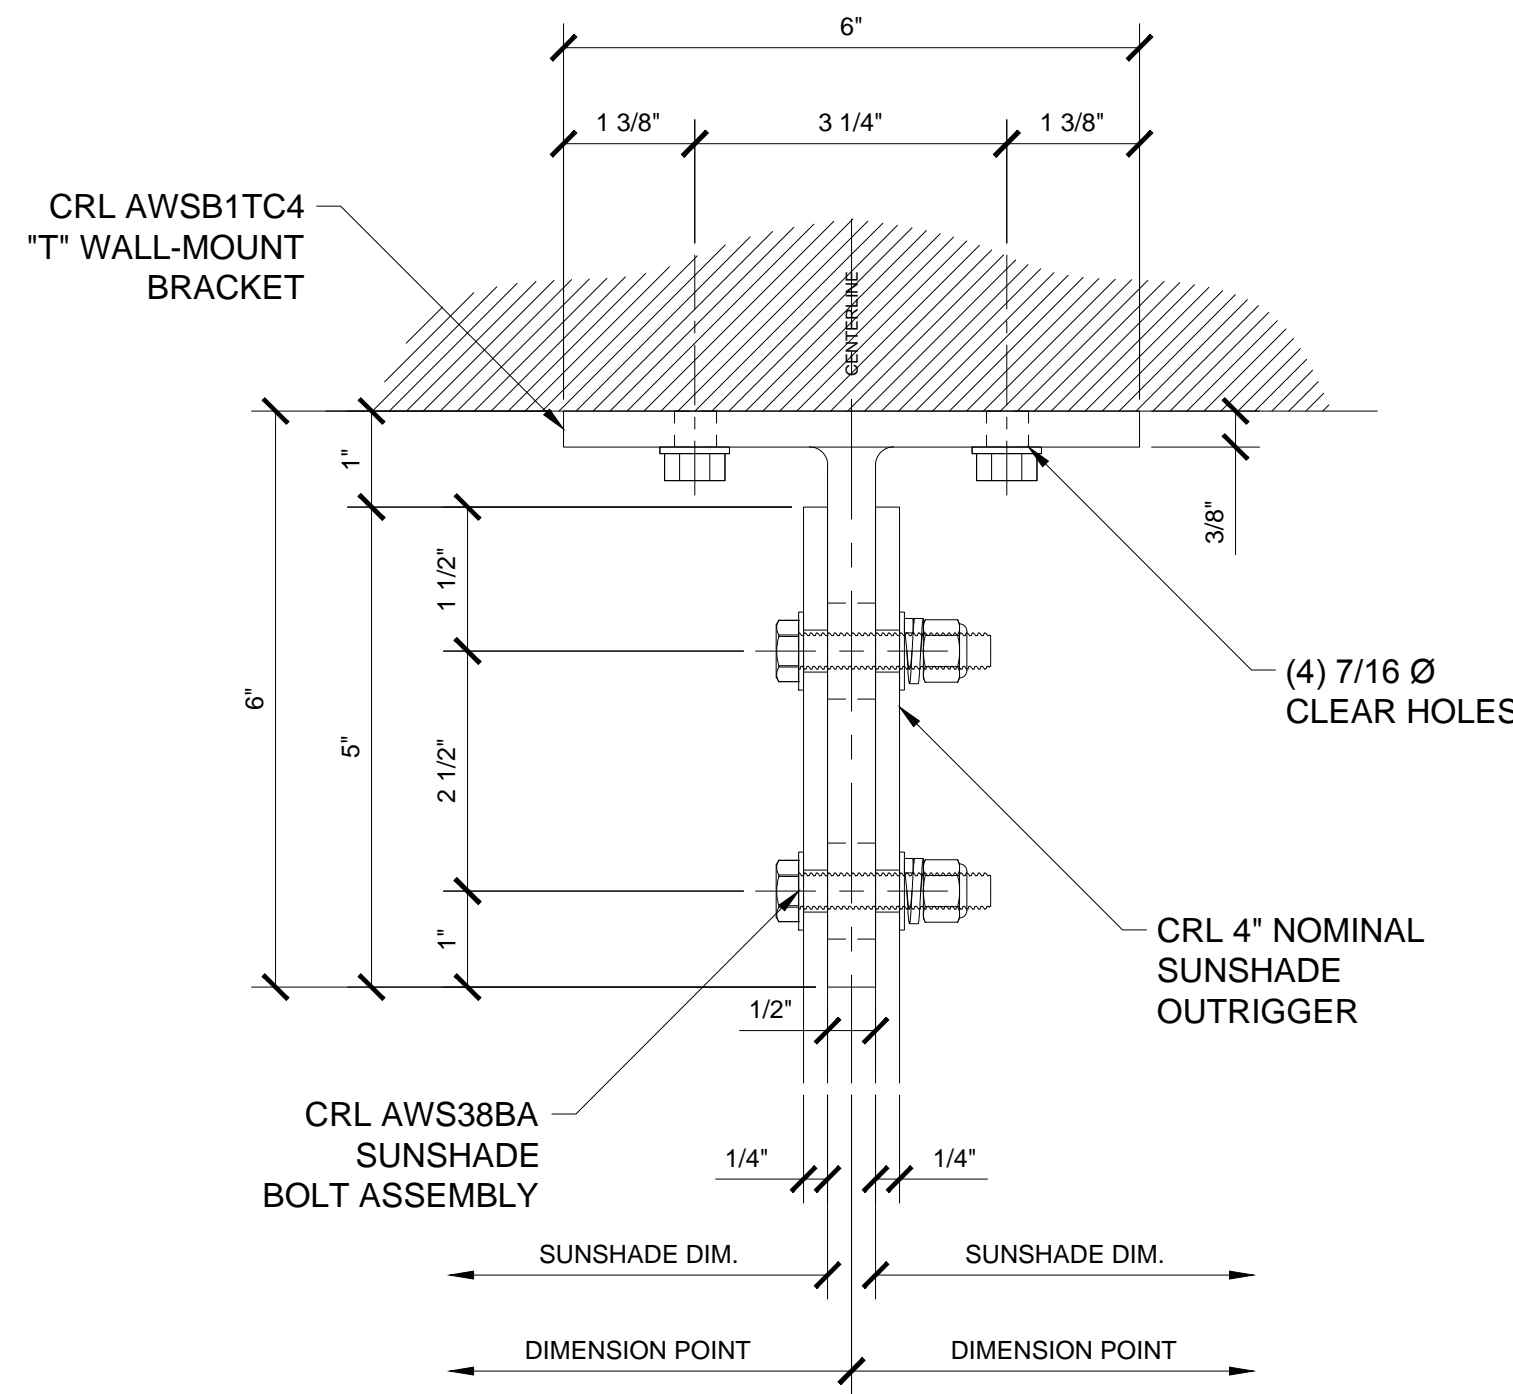 6"
1 3/8"
3 1/4"
1 3/8"
CRL AWSB1TC4
"T" WALL-MOUNT
BRACKET
CENTERLINE
1"
3/8"
1 1/2"
(4) 7/16 Ø
CLEAR HOLES
6"
5"
2 1/2"
1"
CRL 4" NOMINAL
SUNSHADE
OUTRIGGER
1/2"
CRL AWS38BA
SUNSHADE
BOLT ASSEMBLY
1/4"
1/4"
SUNSHADE DIM.
SUNSHADE DIM.
DIMENSION POINT
DIMENSION POINT